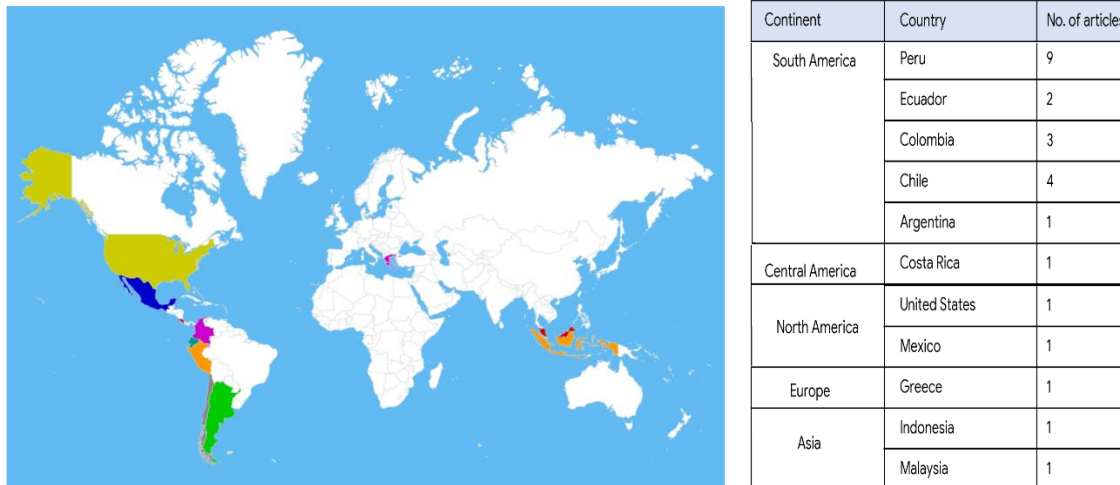 Continent Country No. of articles
South America Peru 9
Ecuador 2
Colombia 3
Chile 4
Argentina 1
Central America Costa Rica 1
North America United States 1
Mexico 1
Europe Greece 1
Asia Indonesia 1
Malaysia 1